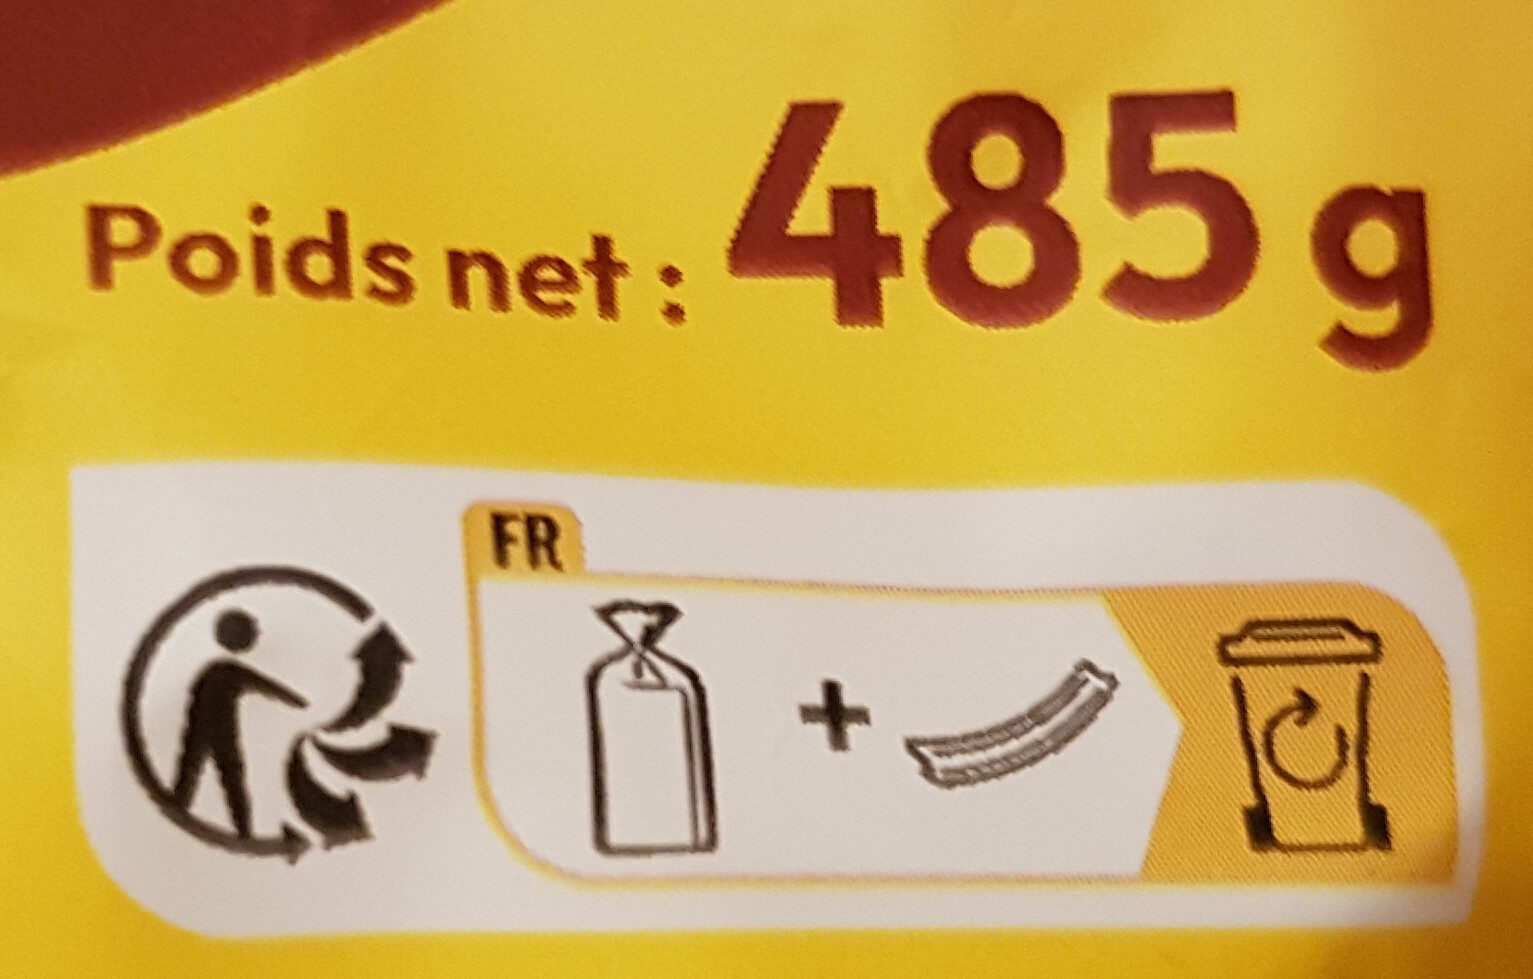 Poids net : 485 g
FR
+